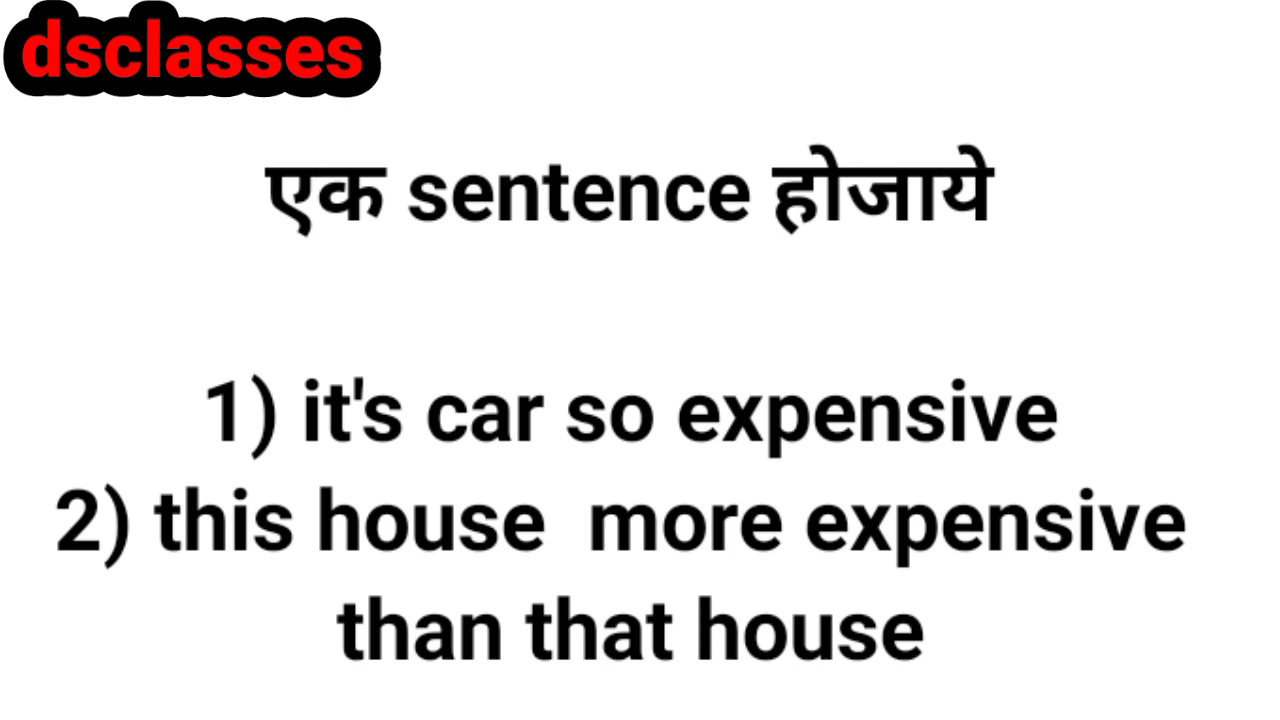 dsclasses
एक sentence होजाये
1) it's car so expensive
2) this house more expensive
than that house